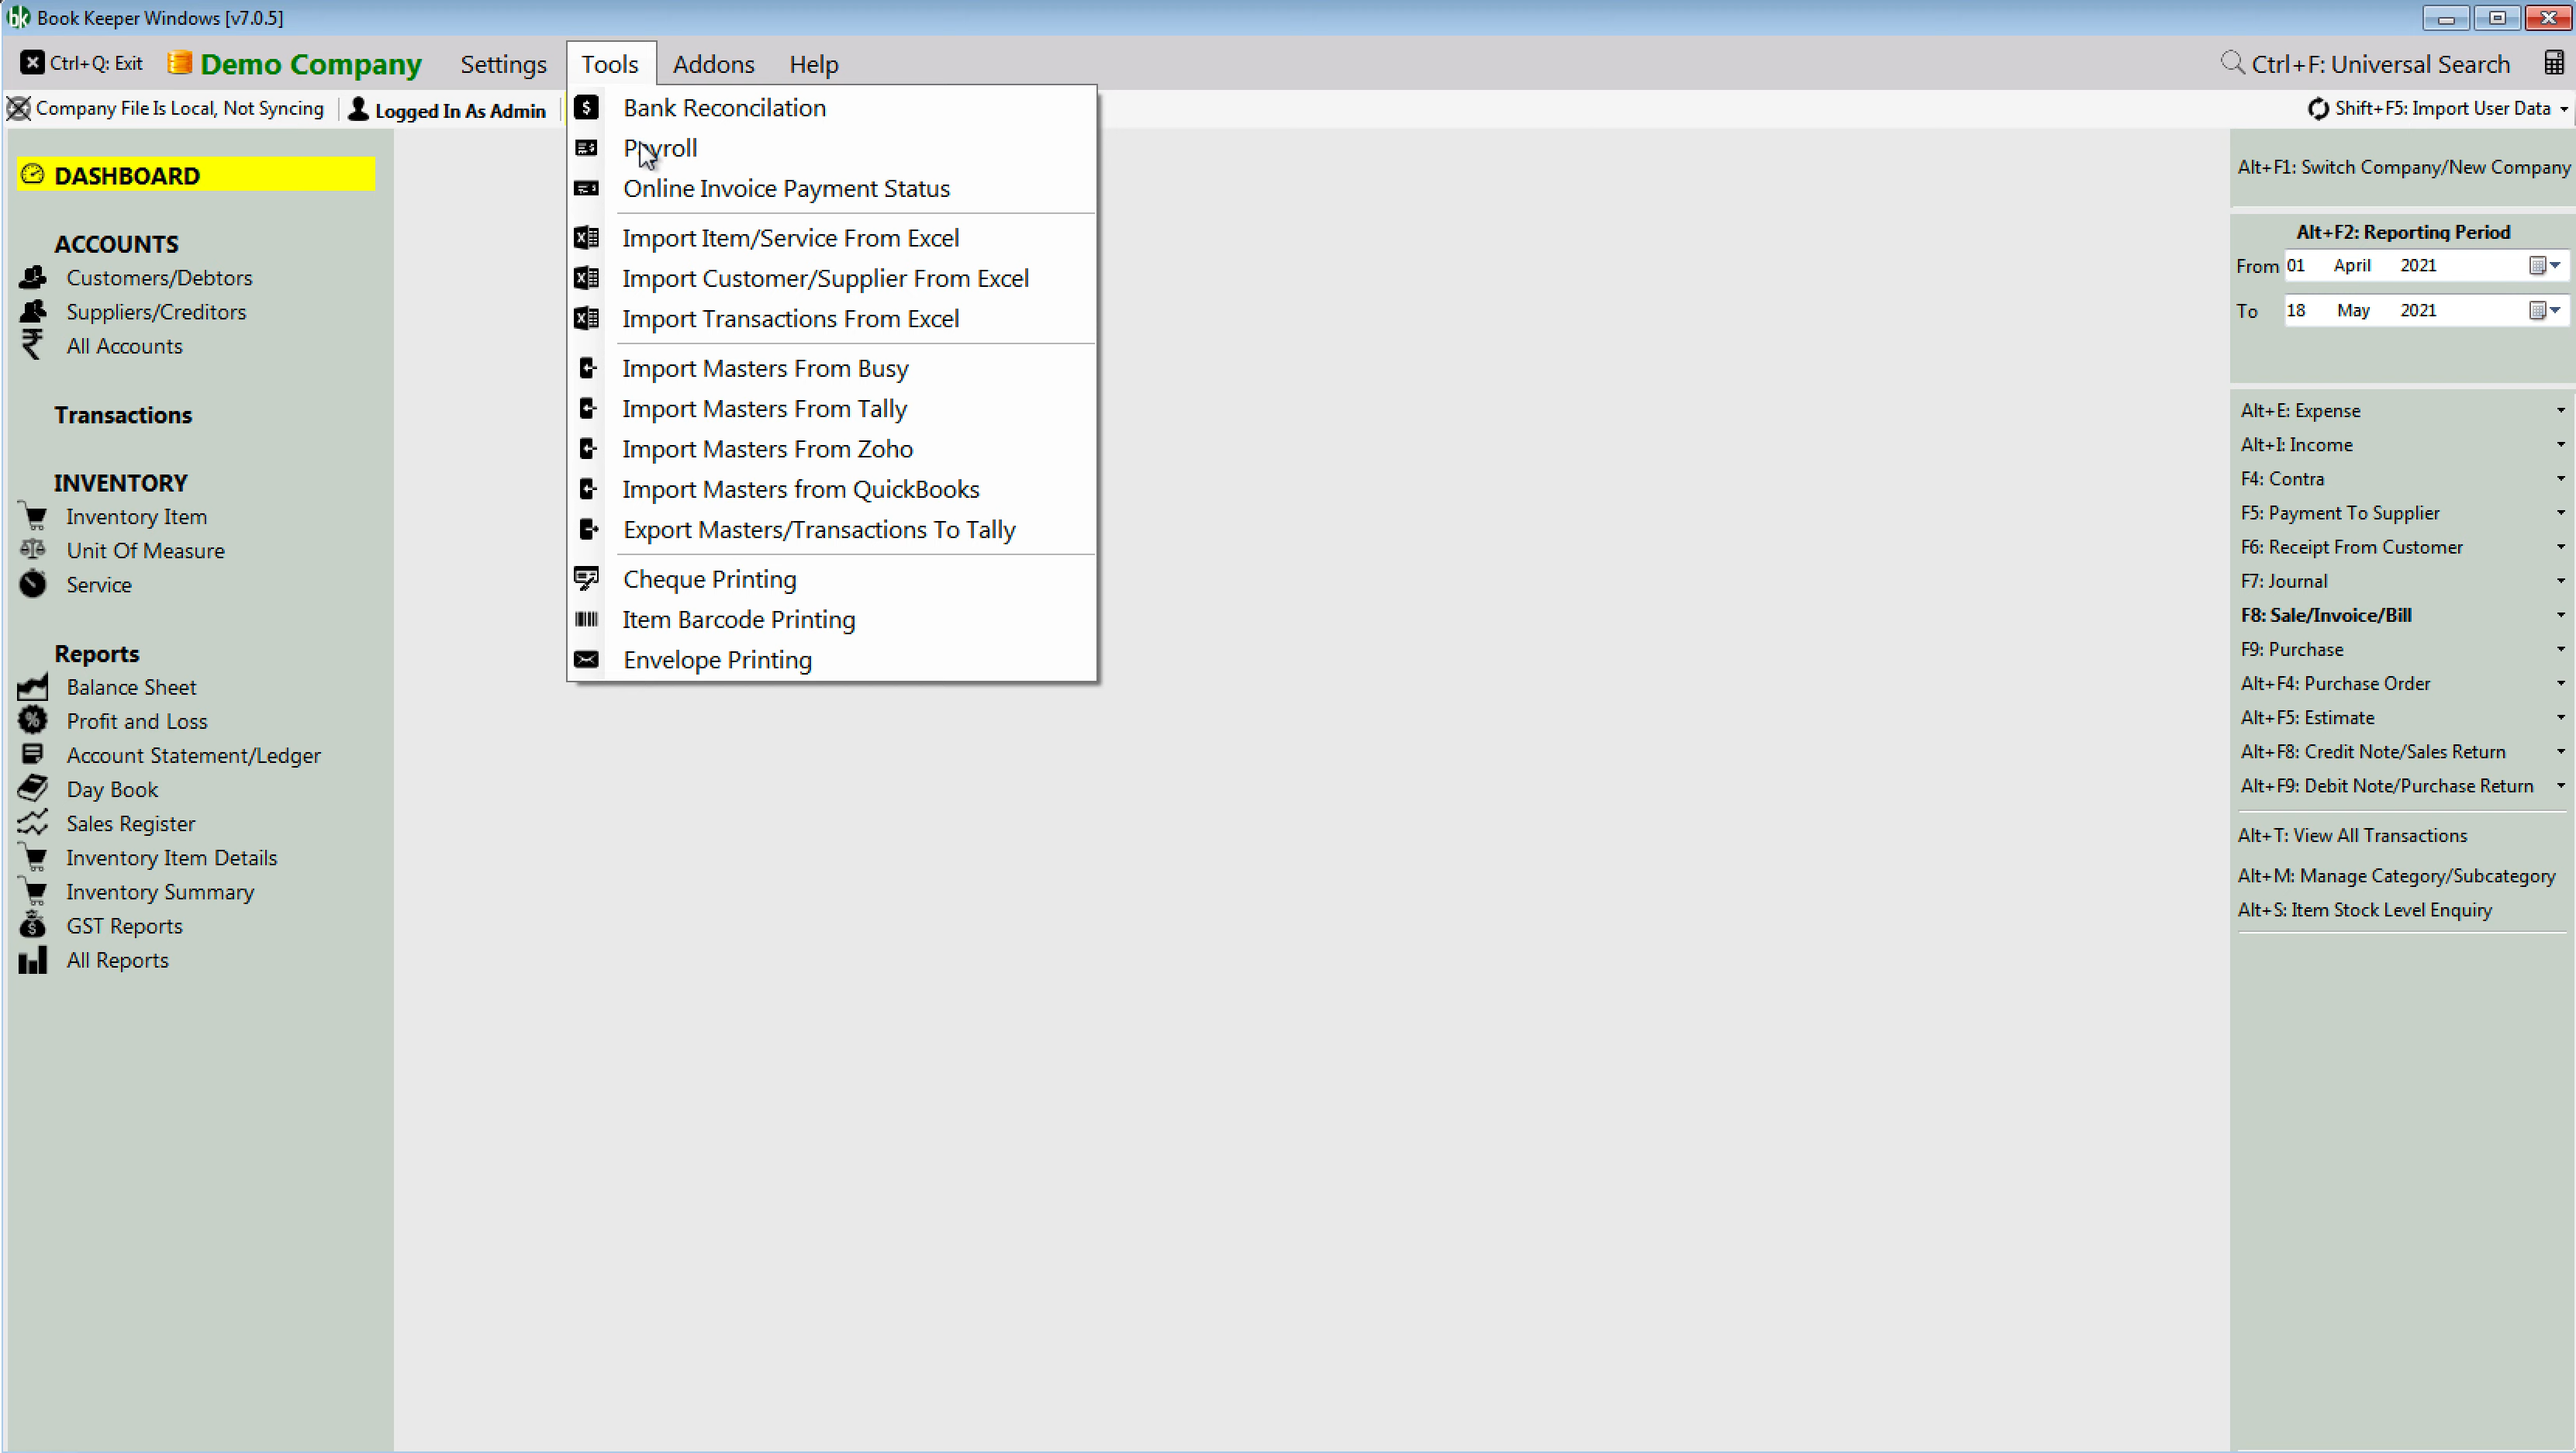 Book Keeper Windows [v7.0.5]
Ctrl+Q: Exit
Demo Company
Settings
Tools
Addons
Help
Ctrl+F: Universal Search
Company File Is Local, Not Syncing
Logged In As Admin
Shift+F5: Import User Data
DASHBOARD
ACCOUNTS
Customers/Debtors
Suppliers/Creditors
All Accounts
Transactions
INVENTORY
Inventory Item
Unit Of Measure
Service
Reports
Balance Sheet
Profit and Loss
Account Statement/Ledger
Day Book
Sales Register
Inventory Item Details
Inventory Summary
GST Reports
All Reports
Bank Reconcilation
Payroll
Online Invoice Payment Status
Import Item/Service From Excel
Import Customer/Supplier From Excel
Import Transactions From Excel
Import Masters From Busy
Import Masters From Tally
Import Masters From Zoho
Import Masters from QuickBooks
Export Masters/Transactions To Tally
Cheque Printing
Item Barcode Printing
Envelope Printing
Alt+F1: Switch Company/New Company
Alt+F2: Reporting Period
From 01 April 2021
To 18 May 2021
Alt+E: Expense
Alt+I: Income
F4: Contra
F5: Payment To Supplier
F6: Receipt From Customer
F7: Journal
F8: Sale/Invoice/Bill
F9: Purchase
Alt+F4: Purchase Order
Alt+F5: Estimate
Alt+F8: Credit Note/Sales Return
Alt+F9: Debit Note/Purchase Return
Alt+T: View All Transactions
Alt+M: Manage Category/Subcategory
Alt+S: Item Stock Level Enquiry